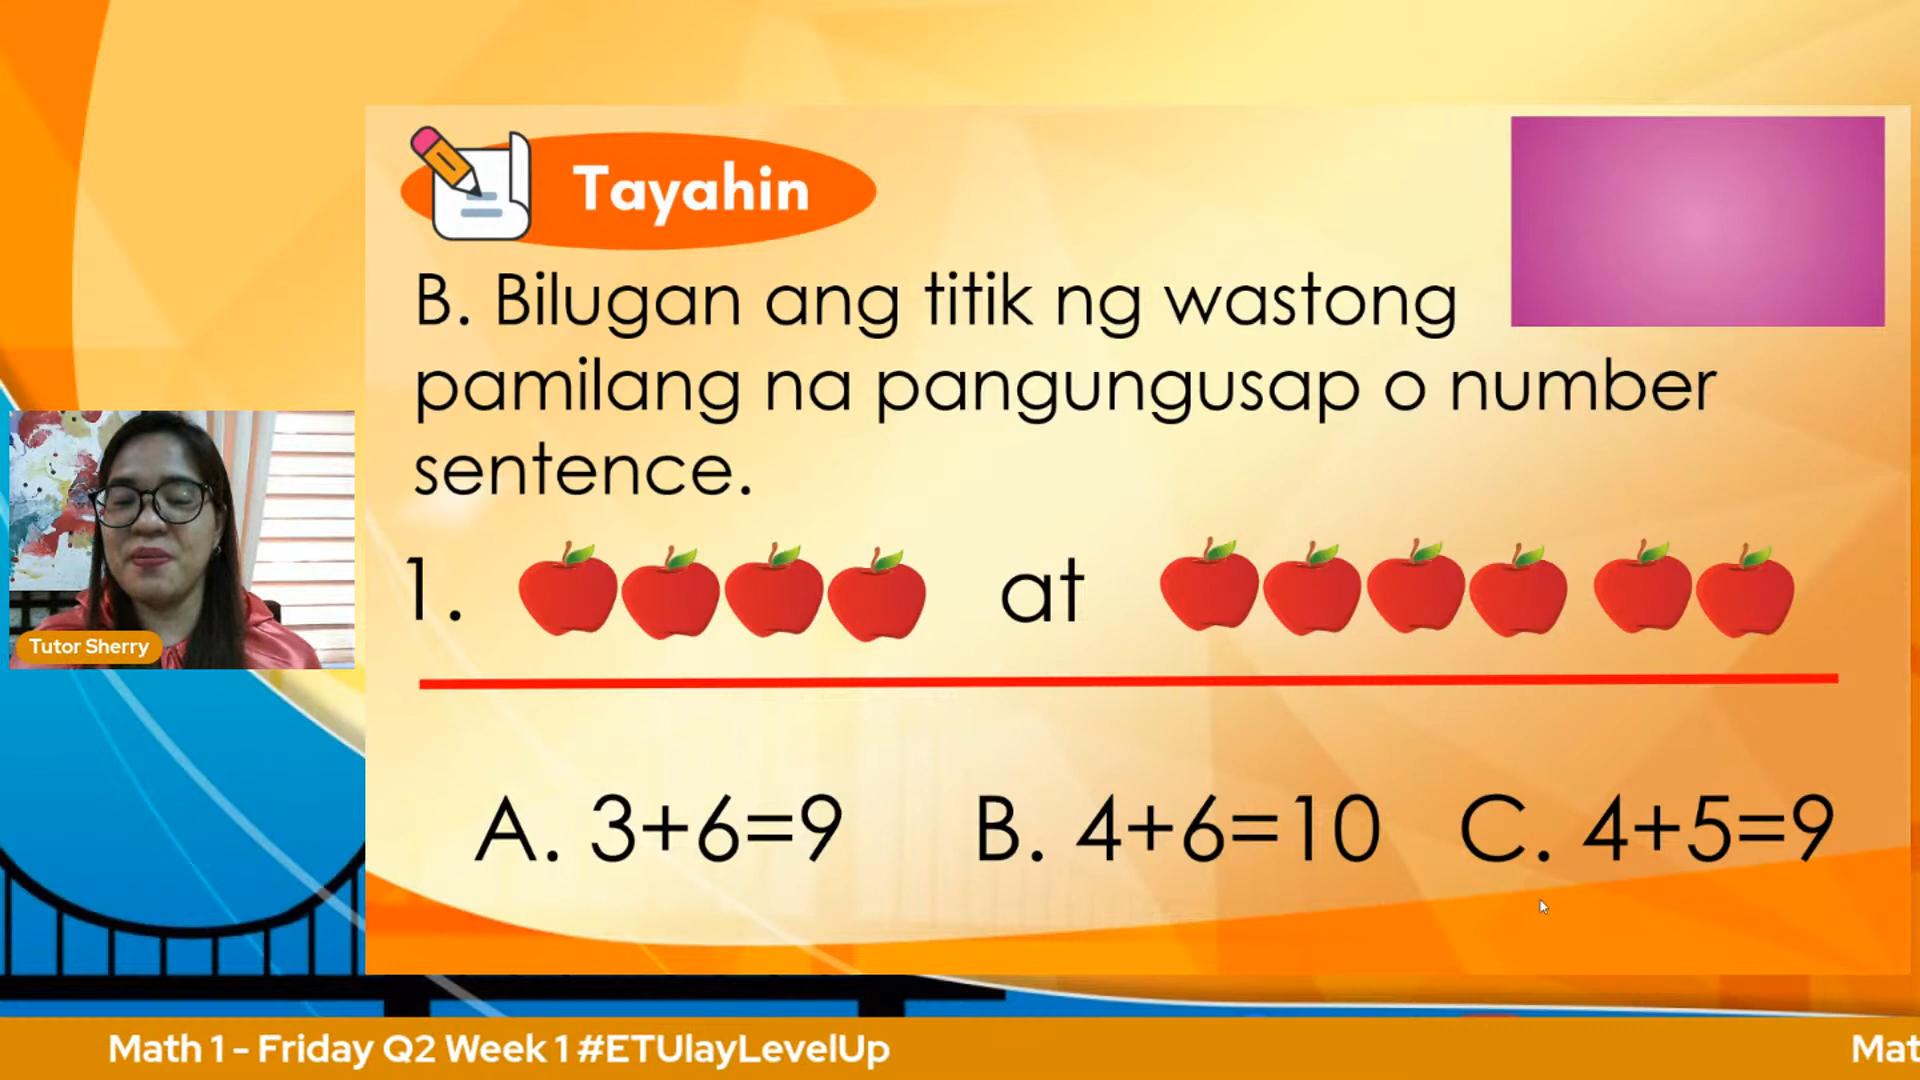 Tayahin
B. Bilugan ang titik ng wastong
pamilang na pangungusap o number
sentence.
1. at
A. 3+6=9 B. 4+6=10 C. 4+5=9
Tutor Sherry
Math 1 - Friday Q2 Week 1 #ETUlayLevelUp
Mat